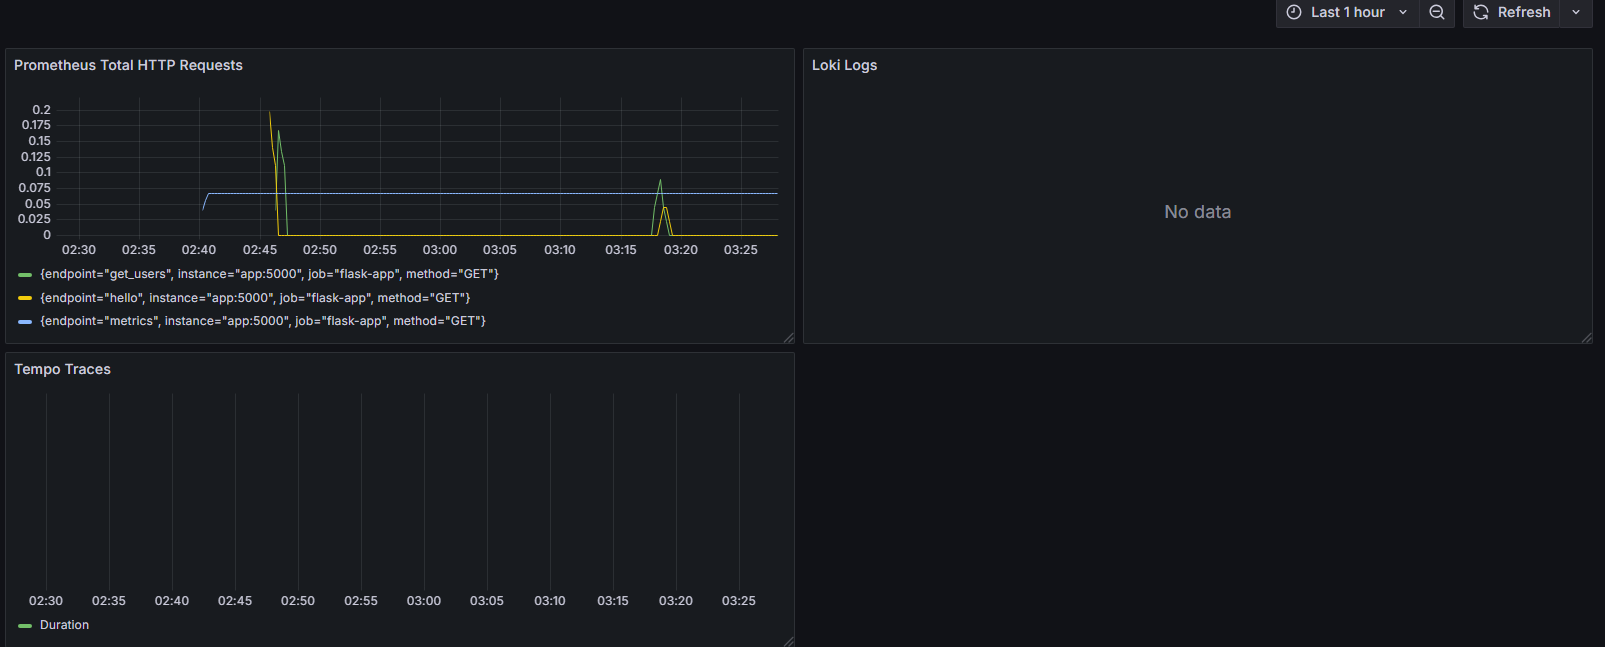 Last 1 hour
Refresh
Prometheus Total HTTP Requests
0.2
0.175
0.15
0.125
0.1
0.075
0.05
0.025
0
02:30 02:35 02:40 02:45 02:50 02:55 03:00 03:05 03:10 03:15 03:20 03:25
{endpoint="get_users", instance="app:5000", job="flask-app", method="GET"}
{endpoint="hello", instance="app:5000", job="flask-app", method="GET"}
{endpoint="metrics", instance="app:5000", job="flask-app", method="GET"}
Loki Logs
No data
Tempo Traces
02:30 02:35 02:40 02:45 02:50 02:55 03:00 03:05 03:10 03:15 03:20 03:25
Duration